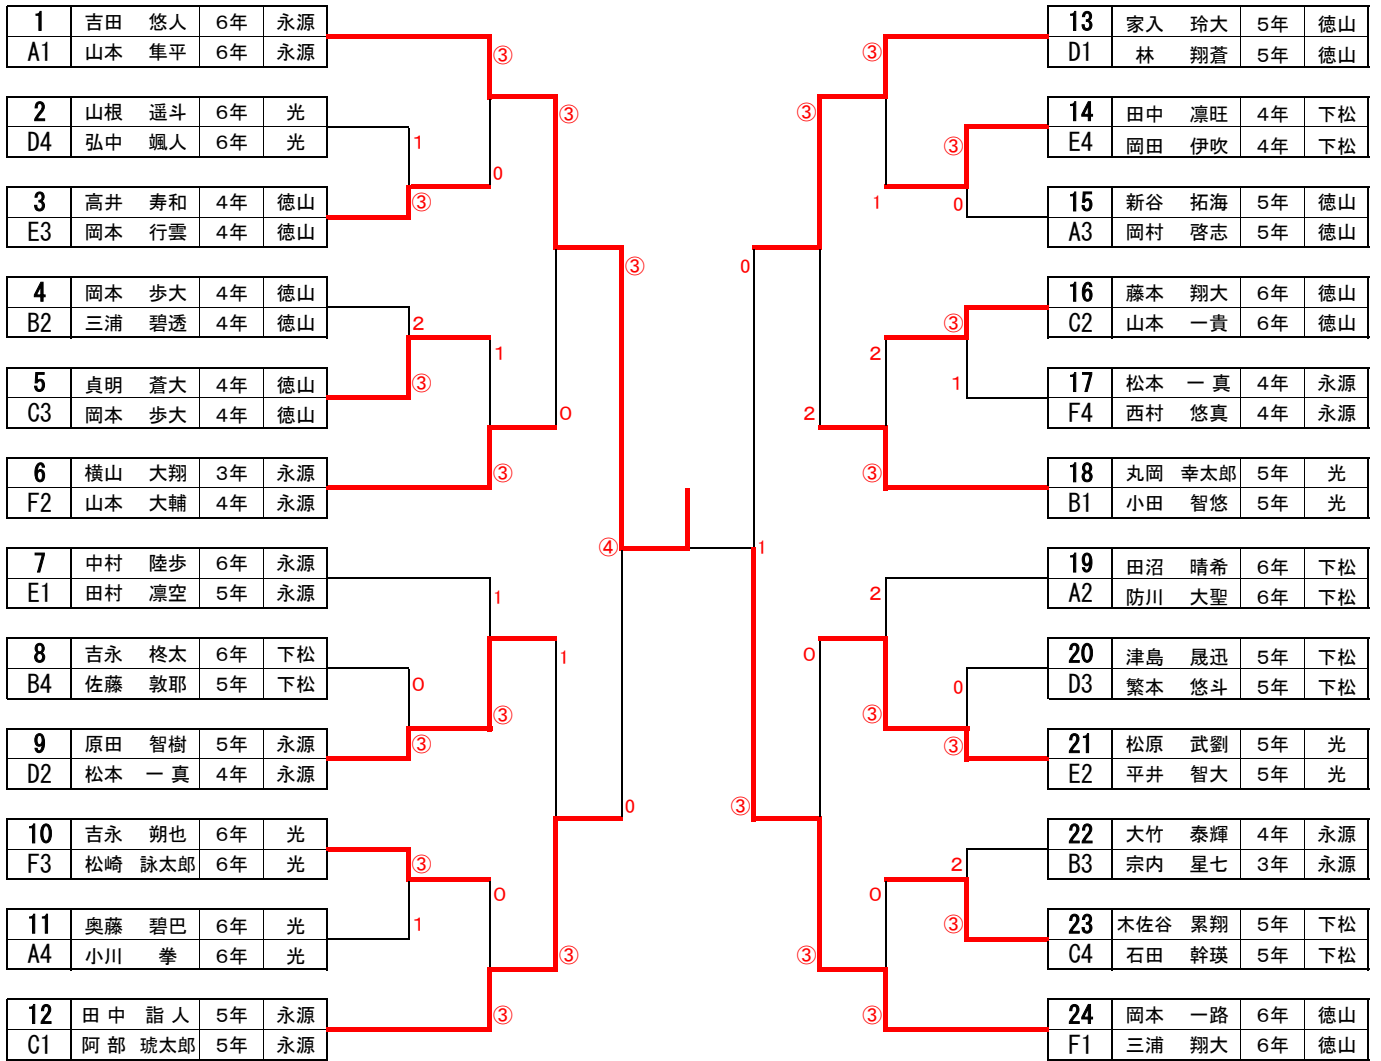 1 吉田 悠人 6年 永源
A1 山本 隼平 6年 永源
2 山根 遥斗 6年 光
D4 弘中 颯人 6年 光
3 高井 寿和 4年 徳山
E3 岡本 行雲 4年 徳山
4 岡本 歩大 4年 徳山
B2 三浦 碧透 4年 徳山
5 貞明 蒼大 4年 徳山
C3 岡本 歩大 4年 徳山
6 横山 大翔 3年 永源
F2 山本 大輔 4年 永源
7 中村 陸歩 6年 永源
E1 田村 凛空 5年 永源
8 吉永 柊太 6年 下松
B4 佐藤 敦耶 5年 下松
9 原田 智樹 5年 永源
D2 松本 一真 4年 永源
10 吉永 朔也 6年 光
F3 松崎 詠太郎 6年 光
11 奥藤 碧巴 6年 光
A4 小川 拳 6年 光
12 田中 詣人 5年 永源
C1 阿部 琥太郎 5年 永源
③
1
③
0
③
2
③
1
③
0
③
1
0
③
③
1
③
1
0
③
③
0
④
13 家入 玲大 5年 徳山
D1 林 翔蒼 5年 徳山
14 田中 凛旺 4年 下松
E4 岡田 伊吹 4年 下松
15 新谷 拓海 5年 徳山
A3 岡村 啓志 5年 徳山
16 藤本 翔大 6年 徳山
C2 山本 一貴 6年 徳山
17 松本 一真 4年 永源
F4 西村 悠真 4年 永源
18 丸岡 幸太郎 5年 光
B1 小田 智悠 5年 光
19 田沼 晴希 6年 下松
A2 防川 大聖 6年 下松
20 津島 晟迅 5年 下松
D3 繁本 悠斗 5年 下松
21 松原 武劉 5年 光
E2 平井 智大 5年 光
22 大竹 泰輝 4年 永源
B3 宗内 星七 3年 永源
23 木佐谷 累翔 5年 下松
C4 石田 幹瑛 5年 下松
24 岡本 一路 6年 徳山
F1 三浦 翔大 6年 徳山
③
③
③
1
0
0
③
2
1
2
③
1
2
0
0
③
③
③
2
0
③
③
③